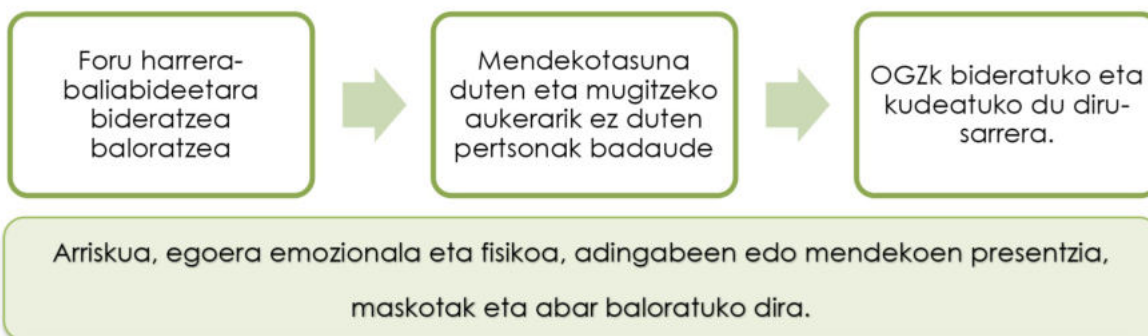 Foru harrera-
baliabideetara
bideratzea
baloratzea
Mendekotasuna
duten eta mugitzeko
aukerarik ez duten
pertsonak badaude
OGZk bideratuko eta
kudeatuko du diru-
sarrera.
Arriskua, egoera emozionala eta fisikoa, adingabeen edo mendekoen presentzia,
maskotak eta abar baloratuko dira.